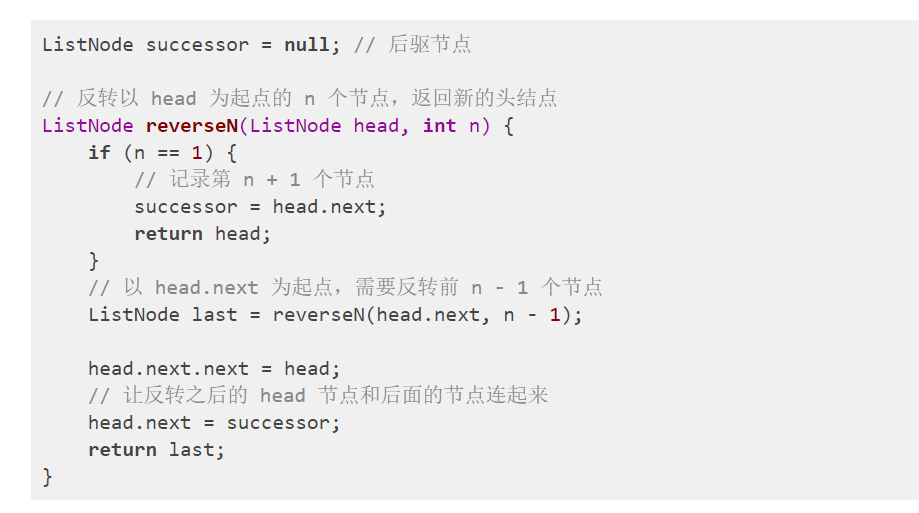 ListNode successor = null; // 后驱节点
// 反转以 head 为起点的 n 个节点，返回新的头结点
ListNode reverseN(ListNode head, int n) {
    if (n == 1) {
        // 记录第 n + 1 个节点
        successor = head.next;
        return head;
    }
    // 以 head.next 为起点，需要反转前 n - 1 个节点
    ListNode last = reverseN(head.next, n - 1);
    head.next.next = head;
    // 让反转之后的 head 节点和后面的节点连起来
    head.next = successor;
    return last;
}